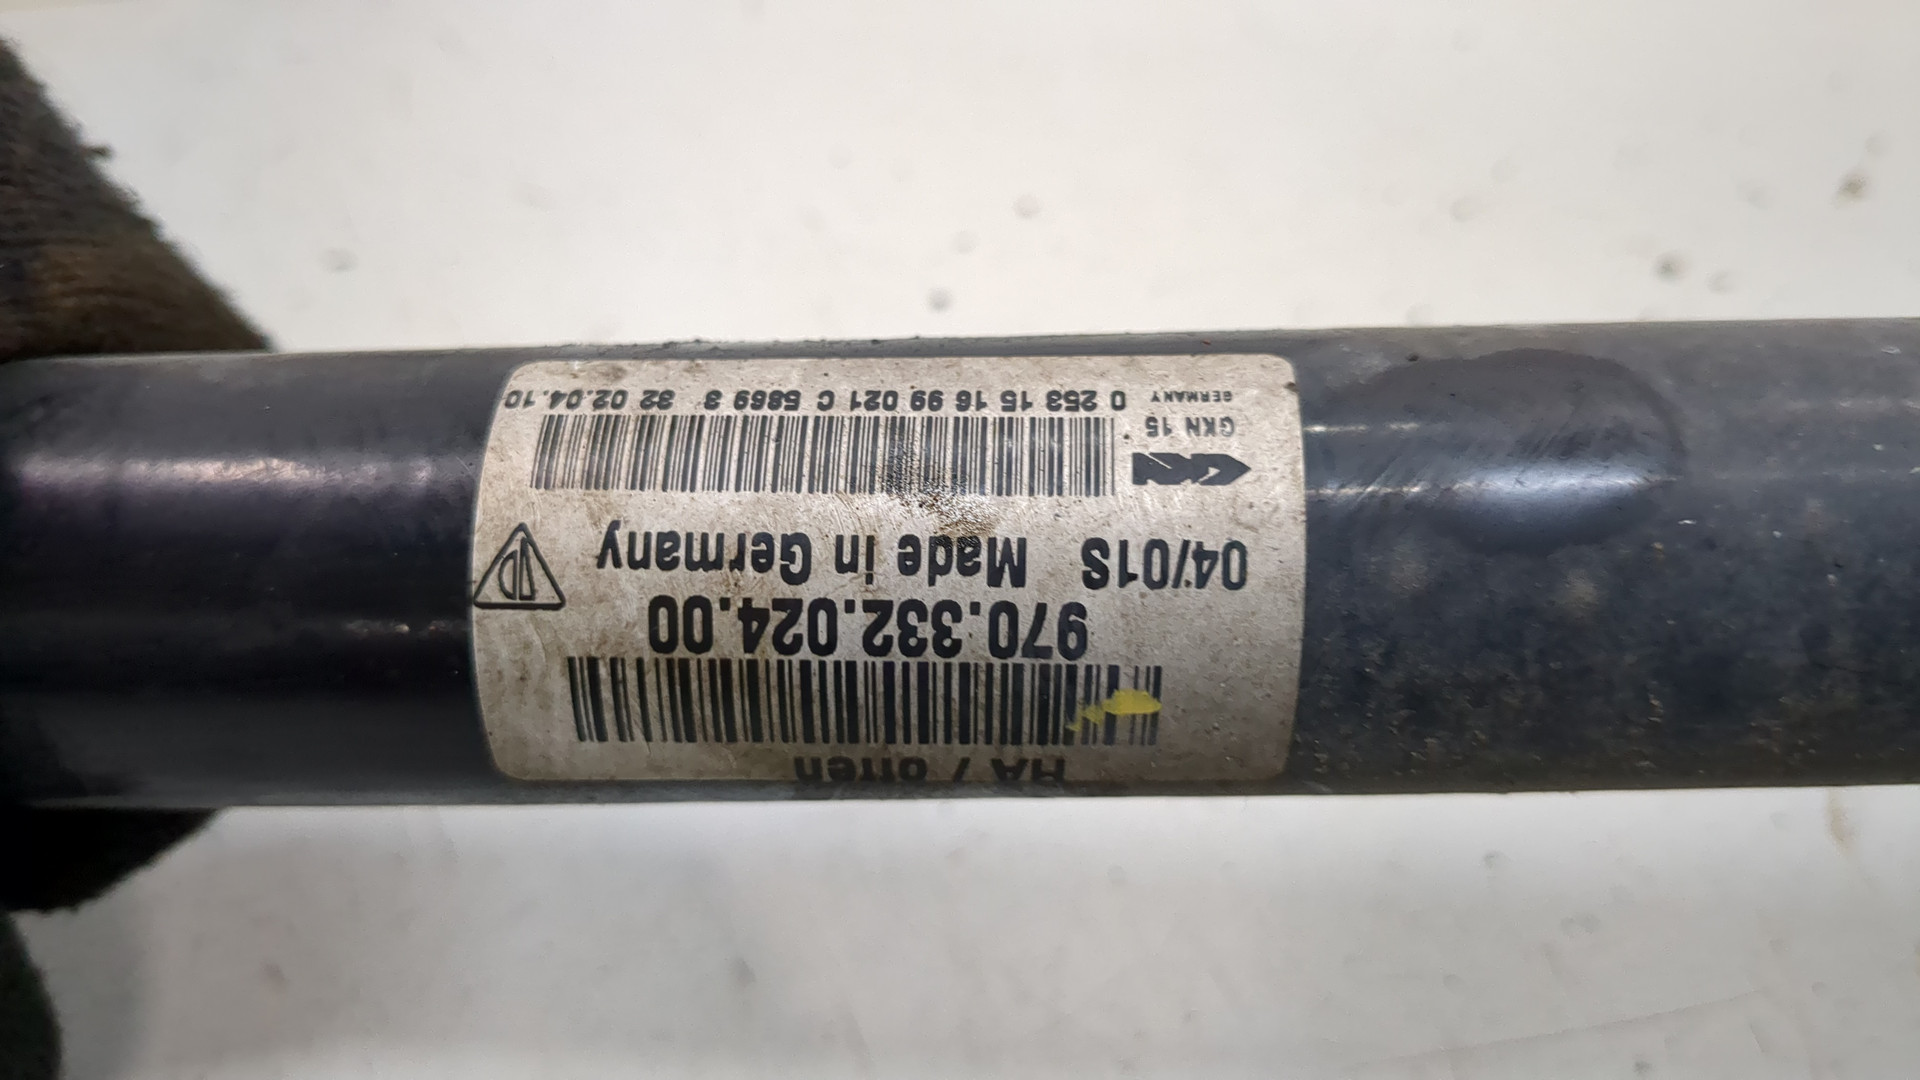 HA / offen
970.332.024.00
04/01S Made in Germany
GKN
GKN 15
GERMANY 0 253 15 16 99 021 C 5869 3 32 02.04.10